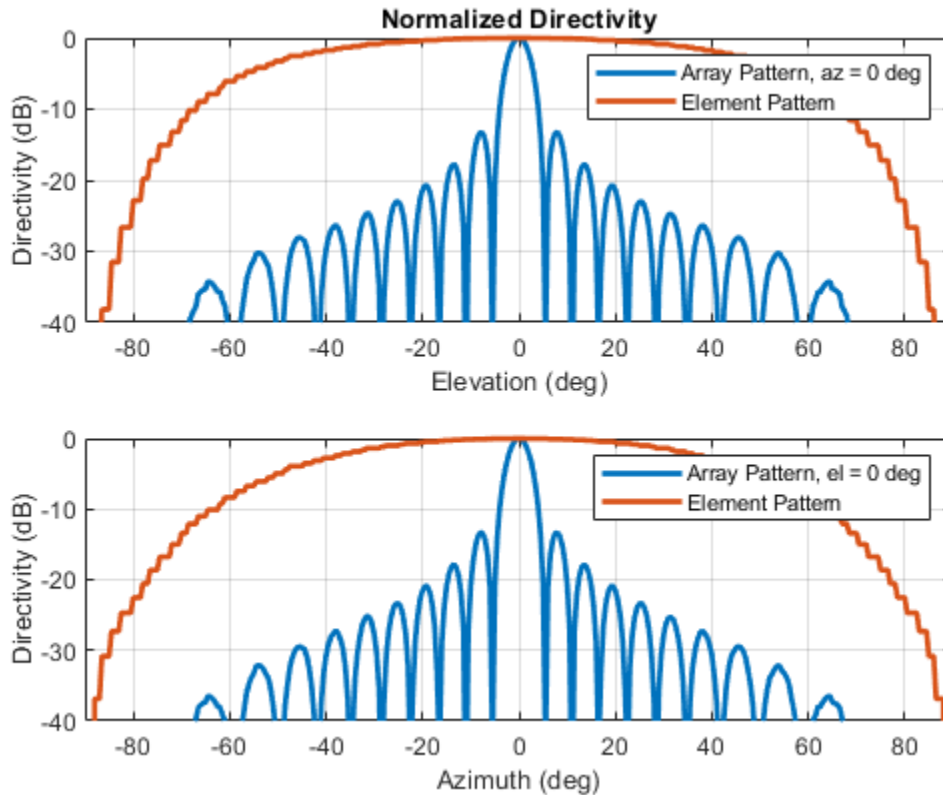 Normalized Directivity
0
-10
-20
-30
-40
Directivity (dB)
Array Pattern, az = 0 deg
Element Pattern
-80 -60 -40 -20 0 20 40 60 80
Elevation (deg)
0
-10
-20
-30
-40
Directivity (dB)
Array Pattern, el = 0 deg
Element Pattern
-80 -60 -40 -20 0 20 40 60 80
Azimuth (deg)